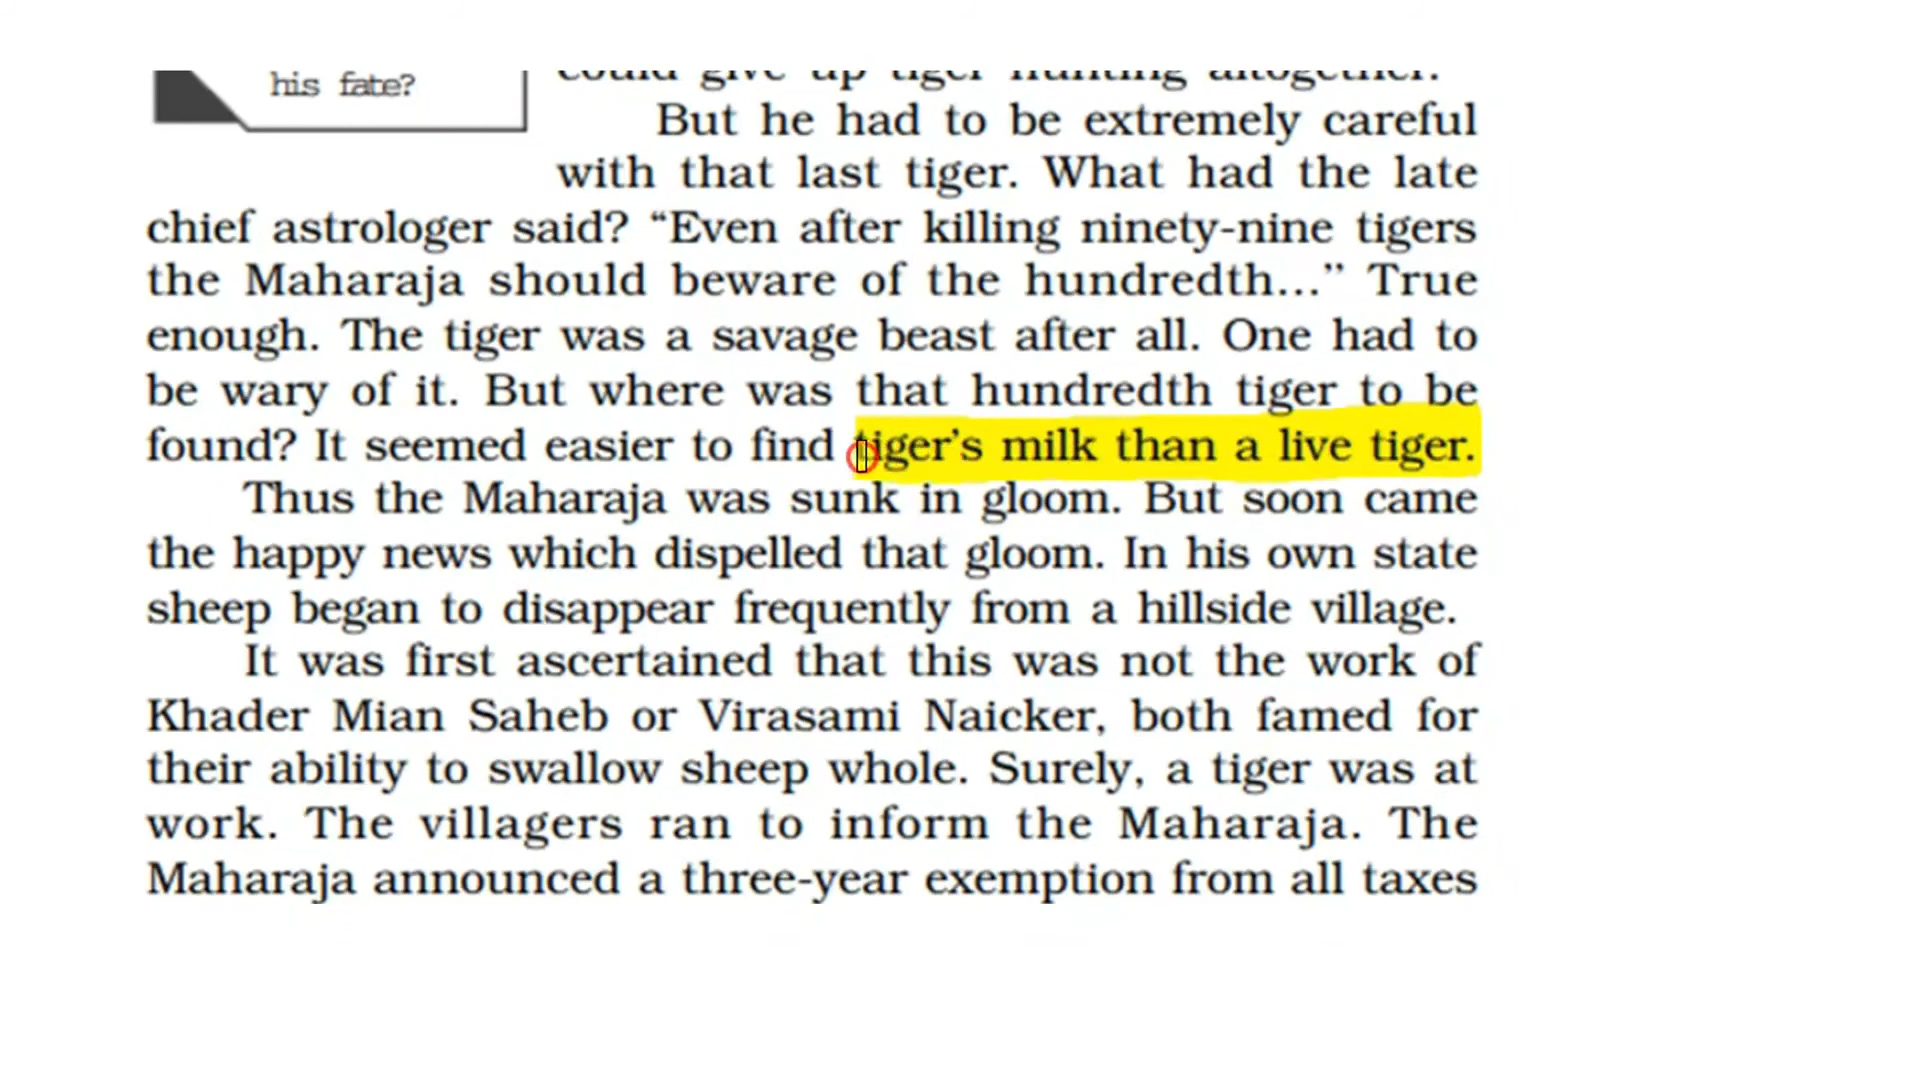 his fate?
could give up tiger hunting altogether.
But he had to be extremely careful
with that last tiger. What had the late
chief astrologer said? “Even after killing ninety-nine tigers
the Maharaja should beware of the hundredth...’’ True
enough. The tiger was a savage beast after all. One had to
be wary of it. But where was that hundredth tiger to be
found? It seemed easier to find tiger’s milk than a live tiger.
Thus the Maharaja was sunk in gloom. But soon came
the happy news which dispelled that gloom. In his own state
sheep began to disappear frequently from a hillside village.
It was first ascertained that this was not the work of
Khader Mian Saheb or Virasami Naicker, both famed for
their ability to swallow sheep whole. Surely, a tiger was at
work. The villagers ran to inform the Maharaja. The
Maharaja announced a three-year exemption from all taxes